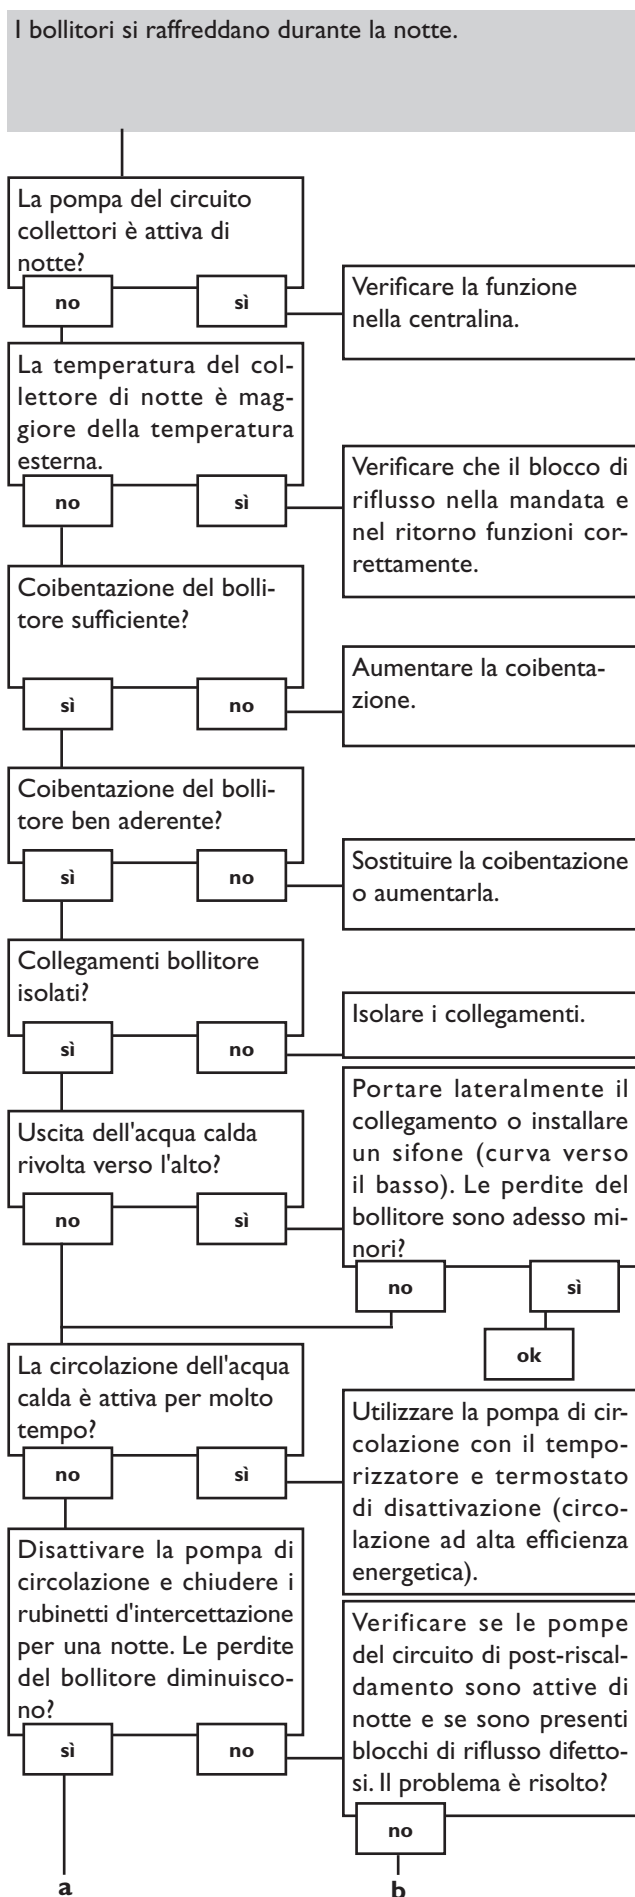 I bollitori si raffreddano durante la notte.
La pompa del circuito
collettori è attiva di
notte?
no
sì
Verificare la funzione
nella centralina.
La temperatura del col-
lettore di notte è mag-
giore della temperatura
esterna.
no
sì
Verificare che il blocco di
riflusso nella mandata e
nel ritorno funzioni cor-
rettamente.
Coibentazione del bolli-
tore sufficiente?
sì
no
Aumentare la coibenta-
zione.
Coibentazione del bolli-
tore ben aderente?
sì
no
Sostituire la coibentazione
o aumentarla.
Collegamenti bollitore
isolati?
sì
no
Isolare i collegamenti.
Uscita dell'acqua calda
rivolta verso l'alto?
no
sì
Portare lateralmente il
collegamento o installare
un sifone (curva verso
il basso). Le perdite del
bollitore sono adesso mi-
nori?
no
sì
ok
La circolazione dell'acqua
calda è attiva per molto
tempo?
no
sì
Utilizzare la pompa di cir-
colazione con il tempo-
rizzatore e termostato
di disattivazione (circo-
lazione ad alta efficienza
energetica).
Disattivare la pompa di
circolazione e chiudere i
rubinetti d'intercettazione
per una notte. Le perdite
del bollitore diminuisco-
no?
sì
no
Verificare se le pompe
del circuito di post-riscal-
damento sono attive di
notte e se sono presenti
blocchi di riflusso difetto-
si. Il problema è risolto?
no
a
b